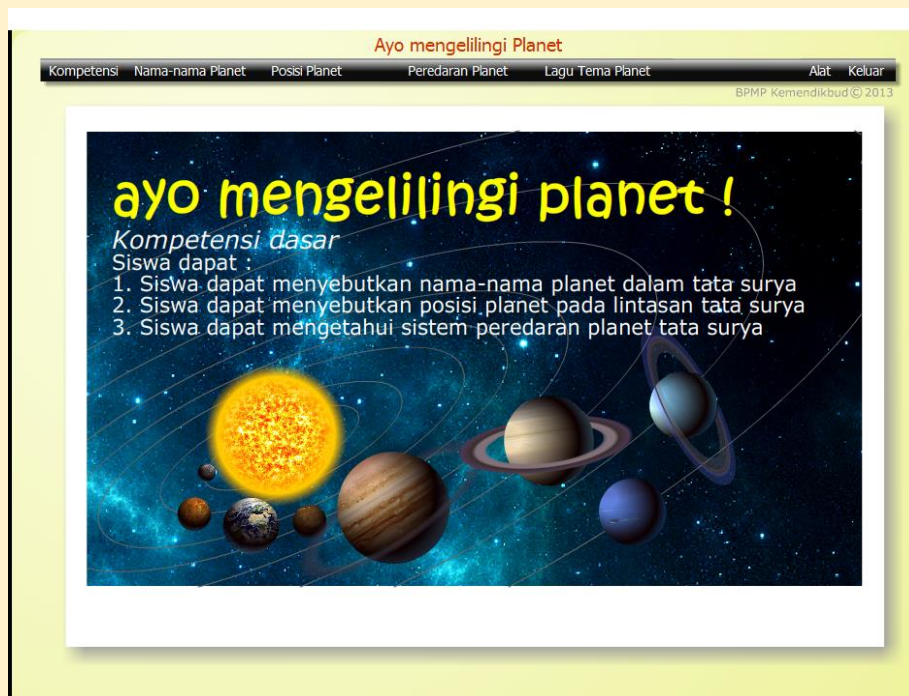 Ayo mengelilingi Planet
Kompetensi Nama-nama Planet Posisi Planet Peredaran Planet Lagu Tema Planet Alat Keluar
BPMP Kemendikbud © 2013
ayo mengelilingi planet !
Kompetensi dasar
Siswa dapat :
1. Siswa dapat menyebutkan nama-nama planet dalam tata surya
2. Siswa dapat menyebutkan posisi planet pada lintasan tata surya
3. Siswa dapat mengetahui sistem peredaran planet tata surya